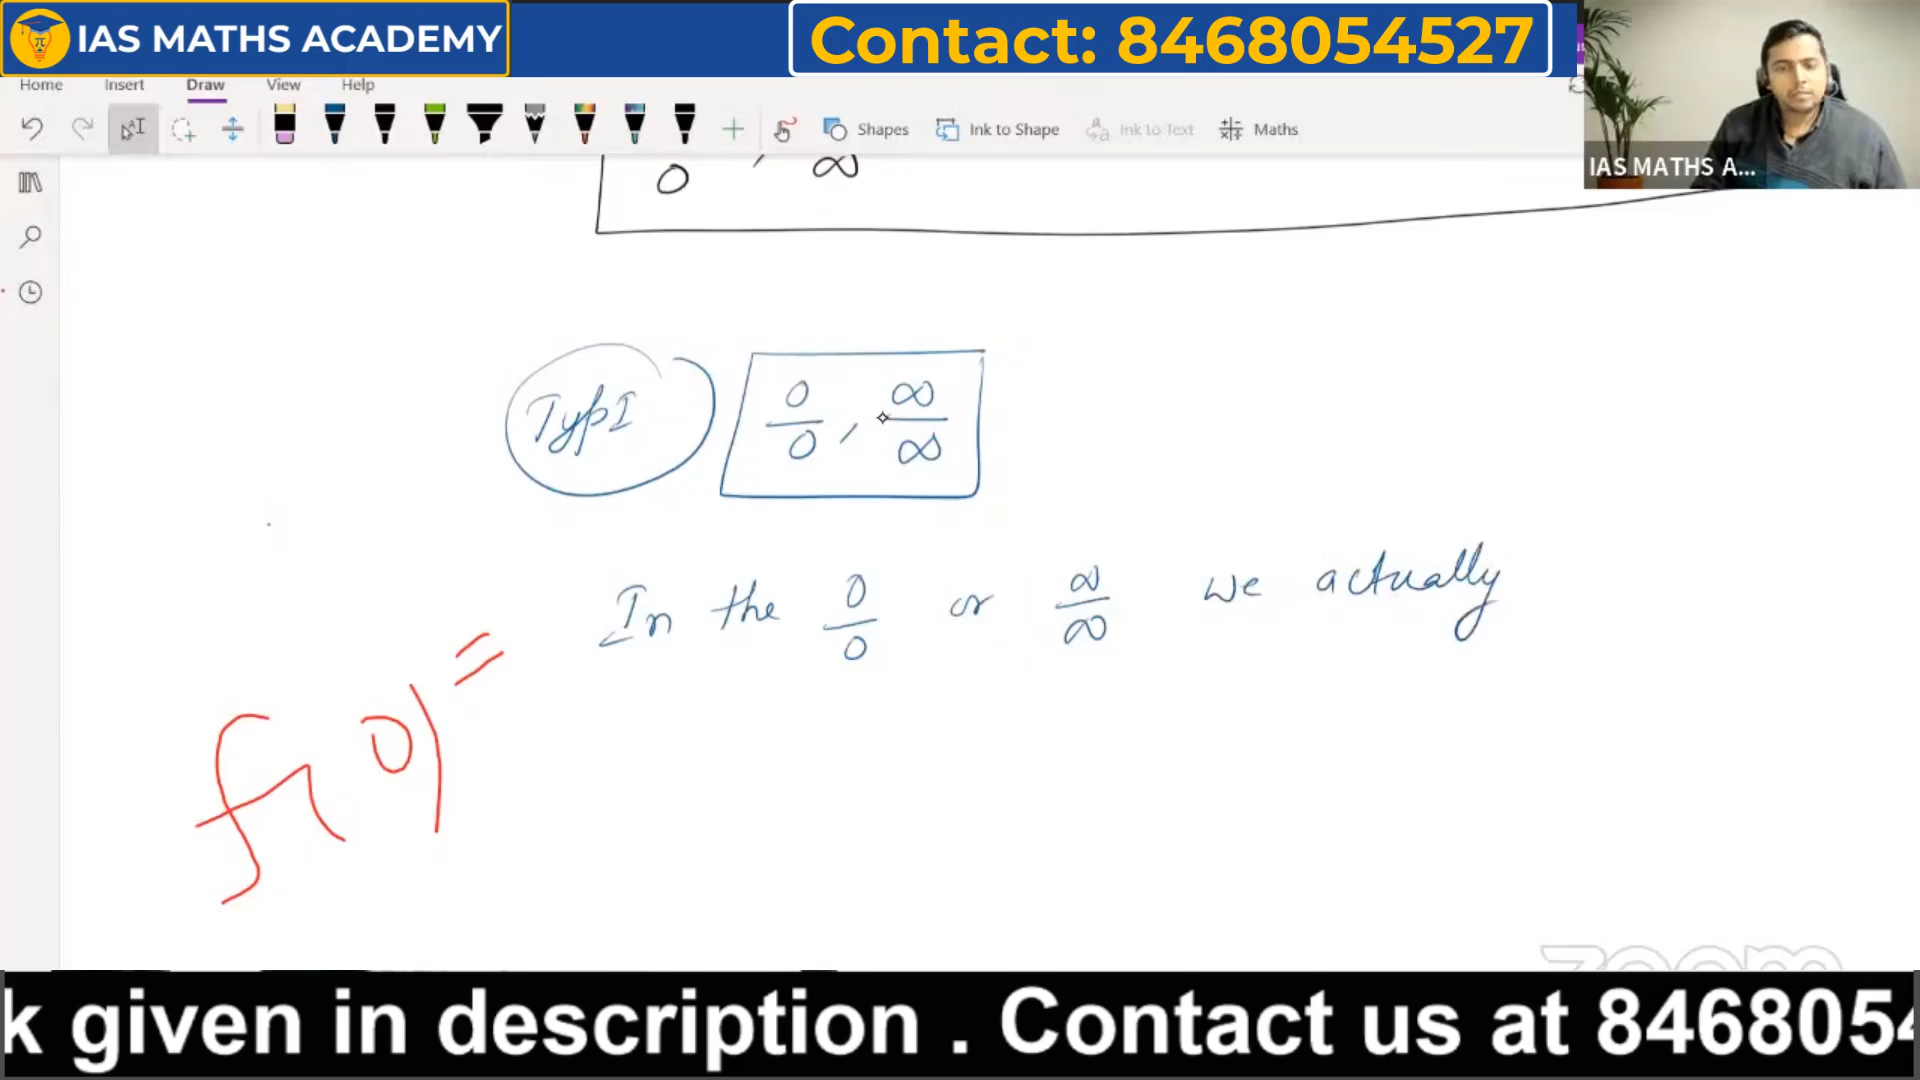 IAS MATHS ACADEMY
Contact: 8468054527
Home Insert Draw View Help
Shapes Ink to Shape Ink to Text Maths
IAS MATHS A...
0 , ∞
TypI 0/0 , ∞/∞
In the 0/0 or ∞/∞ we actually
f(0) =
zoom
k given in description . Contact us at 846805